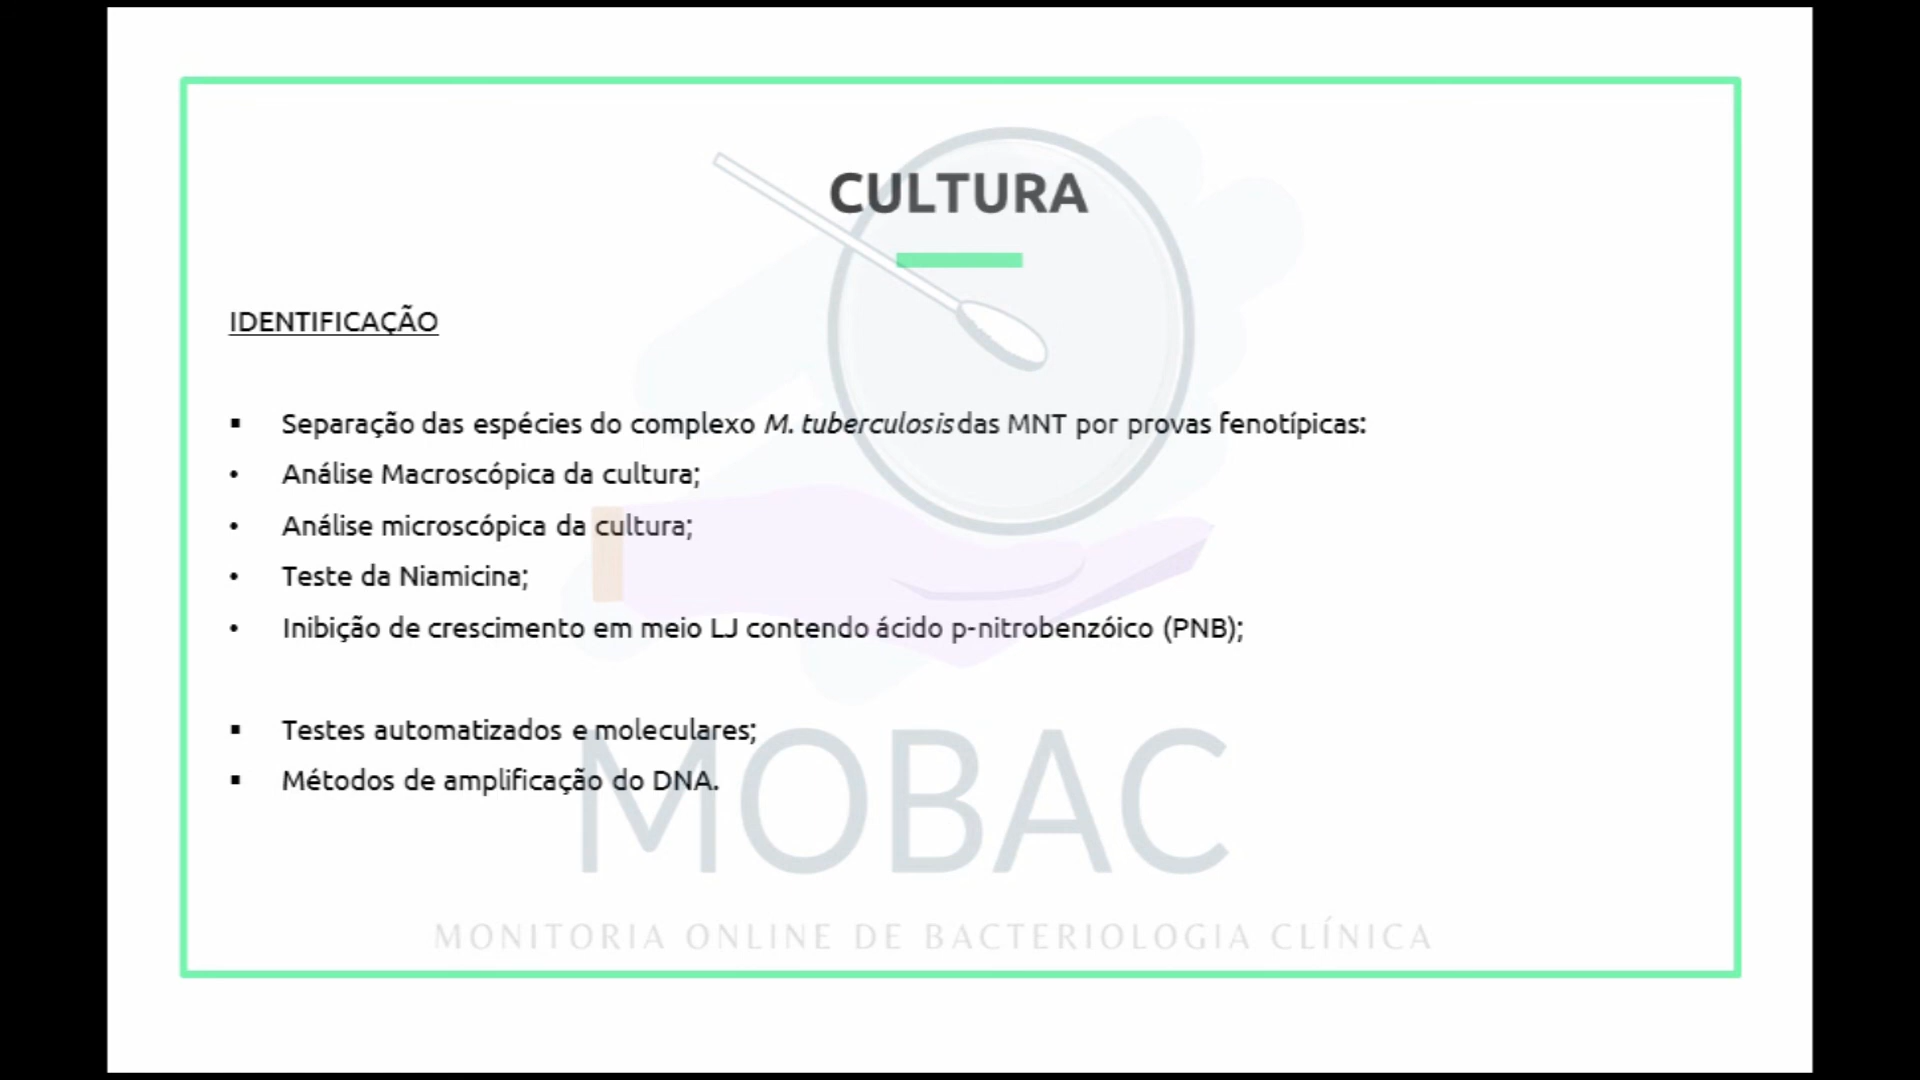 CULTURA
IDENTIFICAÇÃO
▪ Separação das espécies do complexo M. tuberculosis das MNT por provas fenotípicas:
• Análise Macroscópica da cultura;
• Análise microscópica da cultura;
• Teste da Niamicina;
• Inibição de crescimento em meio LJ contendo ácido p-nitrobenzóico (PNB);
▪ Testes automatizados e moleculares;
▪ Métodos de amplificação do DNA.
MOBAC
MONITORIA ONLINE DE BACTERIOLOGIA CLÍNICA